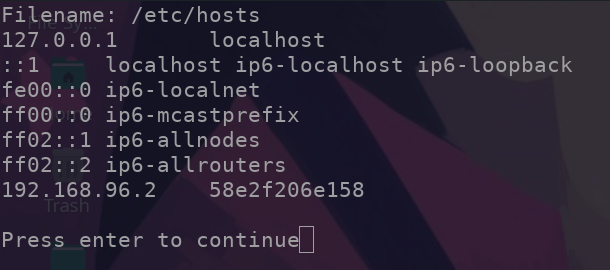 Filename: /etc/hosts
127.0.0.1 localhost
::1 localhost ip6-localhost ip6-loopback
fe00::0 ip6-localnet
ff00::0 ip6-mcastprefix
ff02::1 ip6-allnodes
ff02::2 ip6-allrouters
192.168.96.2 58e2f206e158
Trash
Press enter to continue